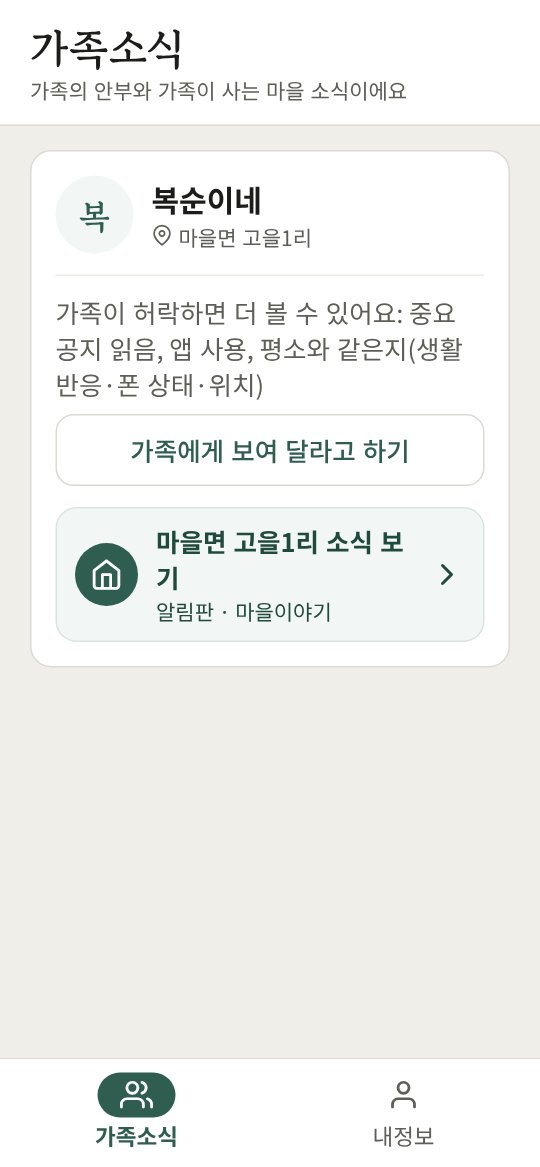 가족소식
가족의 안부와 가족이 사는 마을 소식이에요
복
복순이네
마을면 고을1리
가족이 허락하면 더 볼 수 있어요: 중요
공지 읽음, 앱 사용, 평소와 같은지(생활
반응·폰 상태·위치)
가족에게 보여 달라고 하기
마을면 고을1리 소식 보
기
알림판 · 마을이야기
가족소식
내정보